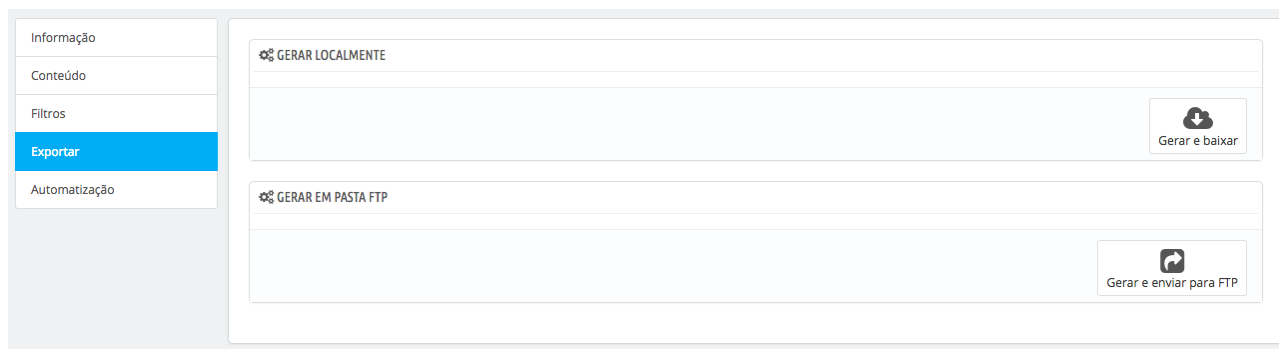 Informação
Conteúdo
Filtros
Exportar
Automatização
GERAR LOCALMENTE
Gerar e baixar
GERAR EM PASTA FTP
Gerar e enviar para FTP